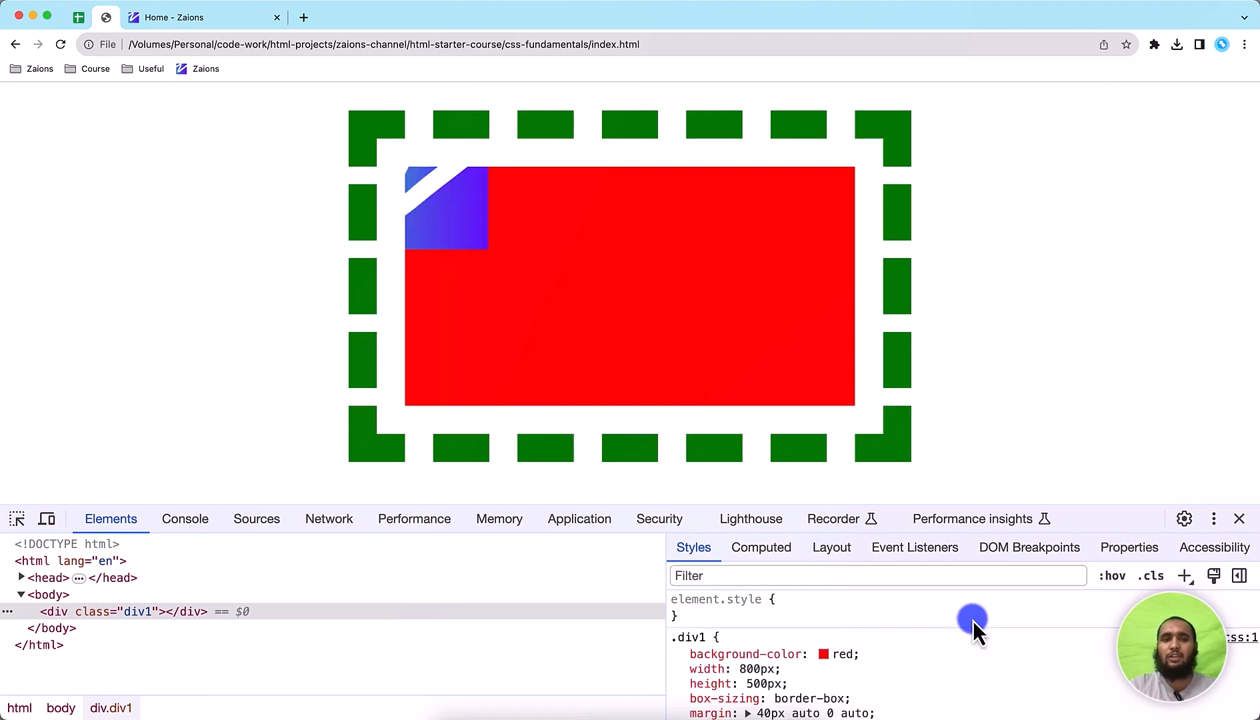 Home - Zaions
File
/Volumes/Personal/code-work/html-projects/zaions-channel/html-starter-course/css-fundamentals/index.html
Zaions Course Useful Zaions
Elements Console Sources Network Performance Memory Application Security Lighthouse Recorder Performance insights
<!DOCTYPE html>
<html lang="en">
<head> ••• </head>
<body>
<div class="div1"></div> == $0
</body>
</html>
html body div.div1
Styles Computed Layout Event Listeners DOM Breakpoints Properties Accessibility
Filter :hov .cls
element.style {
}
.div1 { css:1
background-color: red;
width: 800px;
height: 500px;
box-sizing: border-box;
margin: 40px auto 0 auto;